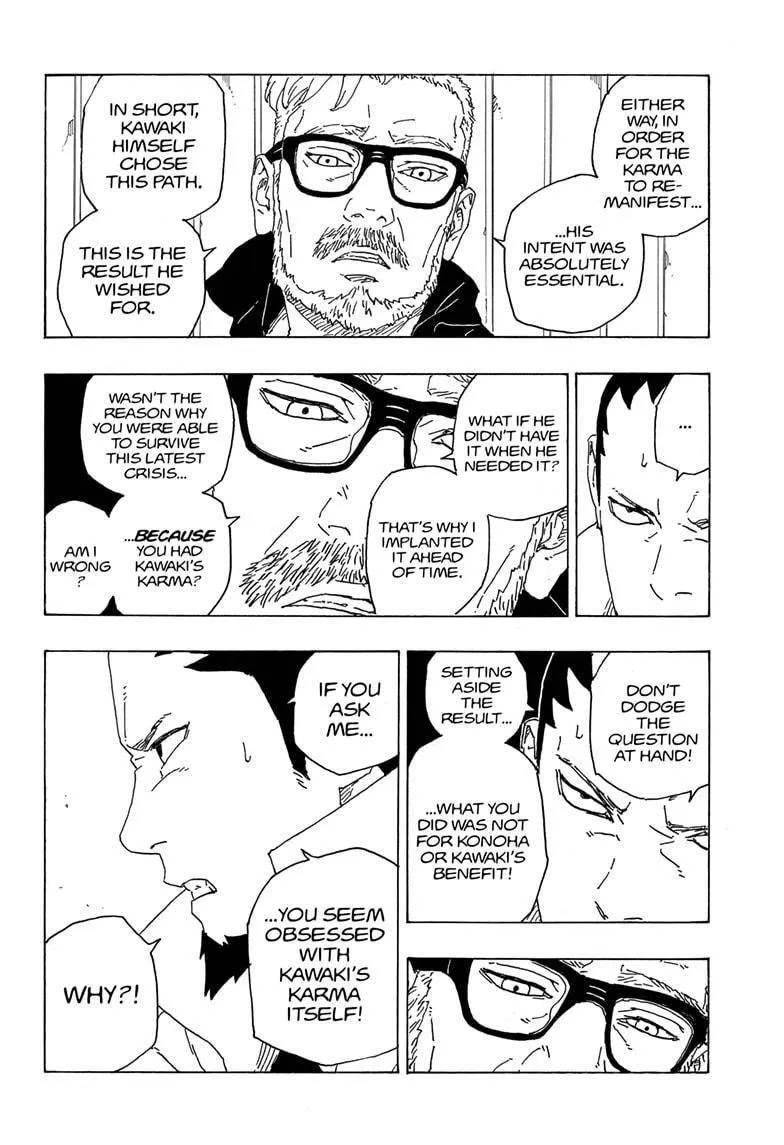 EITHER
WAY, IN
ORDER
FOR THE
KARMA
TO RE-
MANIFEST...
...HIS
INTENT WAS
ABSOLUTELY
ESSENTIAL.
IN SHORT,
KAWAKI
HIMSELF
CHOSE
THIS PATH.
THIS IS THE
RESULT HE
WISHED
FOR.
...
WHAT IF HE
DIDN'T HAVE
IT WHEN HE
NEEDED IT?
THAT'S WHY I
IMPLANTED
IT AHEAD
OF TIME.
WASN'T THE
REASON WHY
YOU WERE ABLE
TO SURVIVE
THIS LATEST
CRISIS...
...BECAUSE
YOU HAD
KAWAKI'S
KARMA?
AM I
WRONG
?
DON'T
DODGE
THE
QUESTION
AT HAND!
SETTING
ASIDE
THE
RESULT...
...WHAT YOU
DID WAS NOT
FOR KONOHA
OR KAWAKI'S
BENEFIT!
IF YOU
ASK
ME...
...YOU SEEM
OBSESSED
WITH
KAWAKI'S
KARMA
ITSELF!
WHY?!